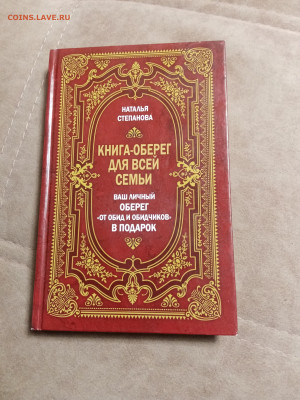 COINS.LAVE.RU
НАТАЛЬЯ
СТЕПАНОВА
КНИГА-ОБЕРЕГ
ДЛЯ ВСЕЙ
СЕМЬИ
ВАШ ЛИЧНЫЙ
ОБЕРЕГ
«ОТ ОБИД И ОБИДЧИКОВ»
В ПОДАРОК